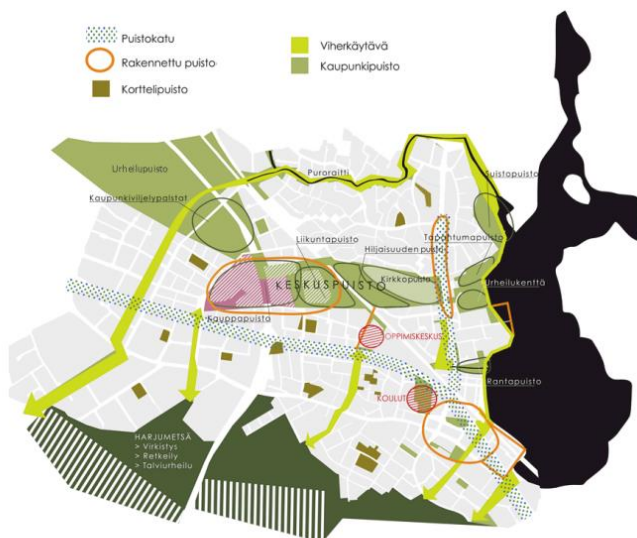 Puistokatu
Rakennettu puisto
Korttelipuisto
Viherkäytävä
Kaupunkipuisto
Urheilupuisto
Puroraitti
Kaupunkiviljelypalstat
Suistopuisto
Liikuntapuisto
Tapahtumapuisto
Hiljaisuuden puisto
KESKUSPUISTO
Kirkkopuisto
Urheilukenttä
Kauppapuisto
OPPIMISKESKUS
Rantapuisto
KOULUT
HARJUMETSÄ
> Virkistys
> Retkeily
> Talviurheilu